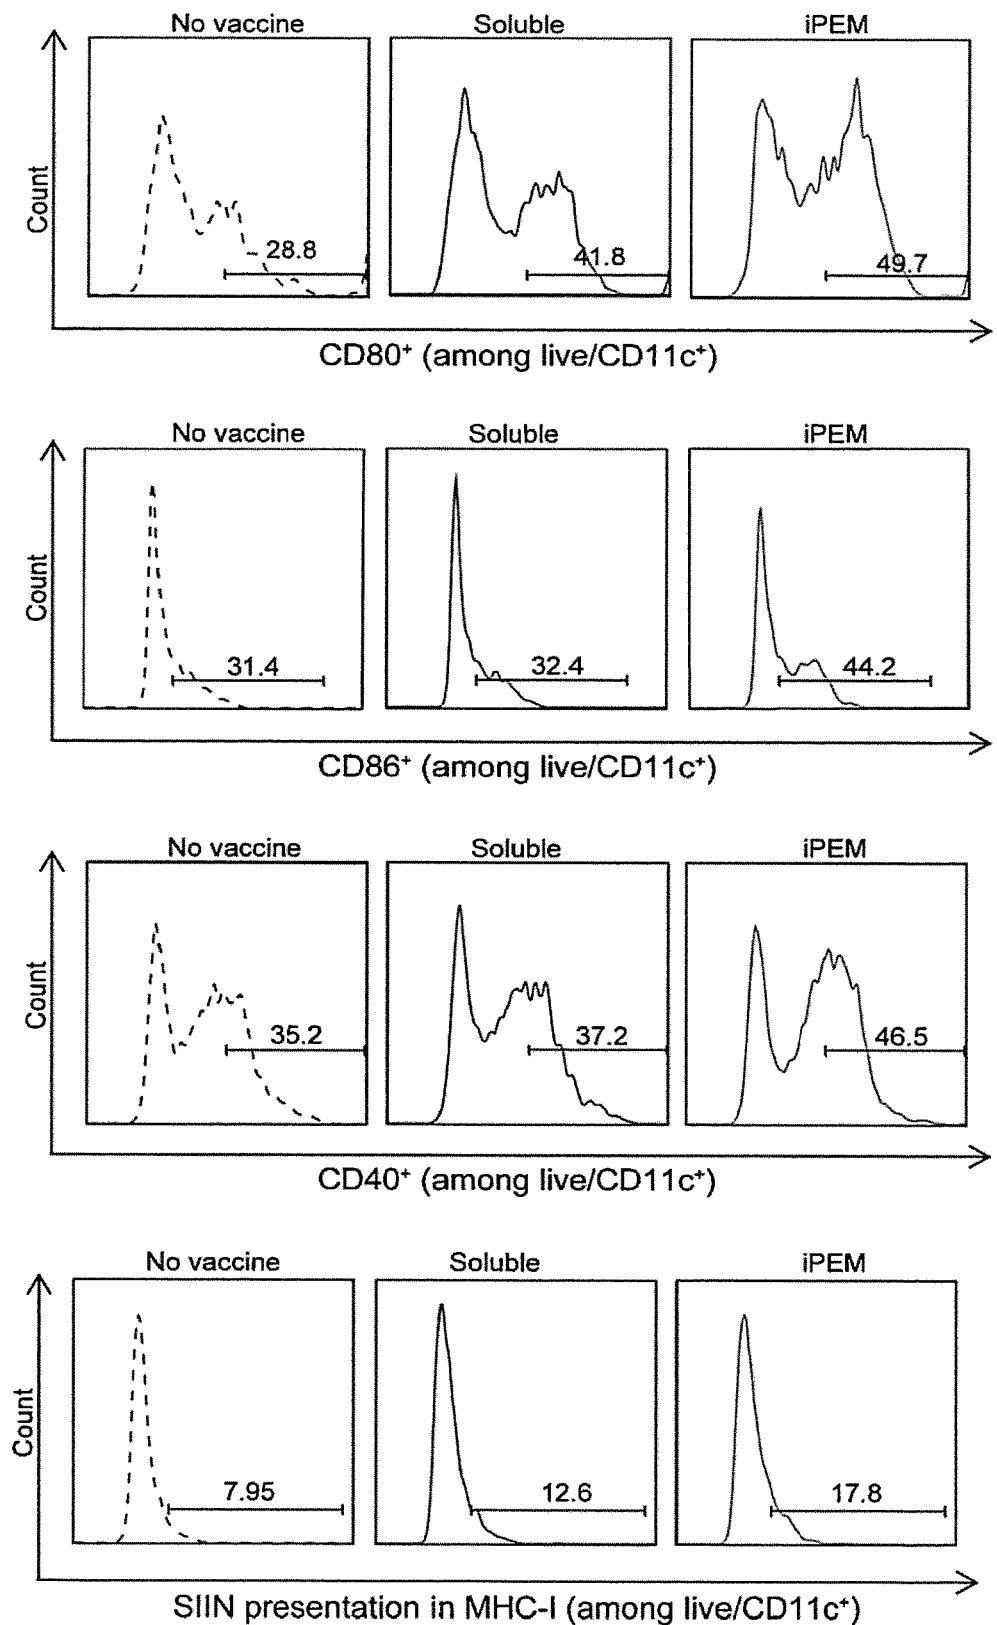 No vaccine Soluble iPEM
Count
28.8 41.8 49.7
CD80⁺ (among live/CD11c⁺)
No vaccine Soluble iPEM
Count
31.4 32.4 44.2
CD86⁺ (among live/CD11c⁺)
No vaccine Soluble iPEM
Count
35.2 37.2 46.5
CD40⁺ (among live/CD11c⁺)
No vaccine Soluble iPEM
Count
7.95 12.6 17.8
SIIN presentation in MHC-I (among live/CD11c⁺)